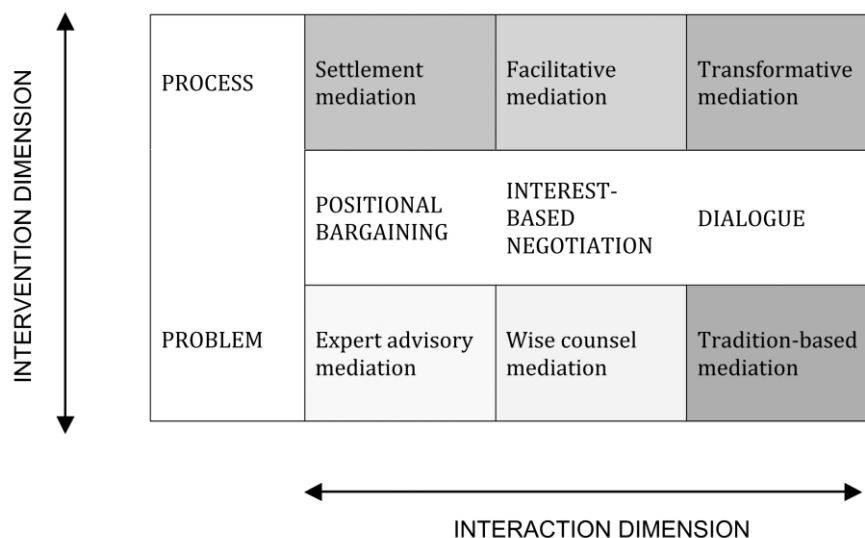 INTERVENTION DIMENSION
PROCESS
Settlement
mediation
Facilitative
mediation
Transformative
mediation
POSITIONAL
BARGAINING
INTEREST-
BASED
NEGOTIATION
DIALOGUE
PROBLEM
Expert advisory
mediation
Wise counsel
mediation
Tradition-based
mediation
INTERACTION DIMENSION